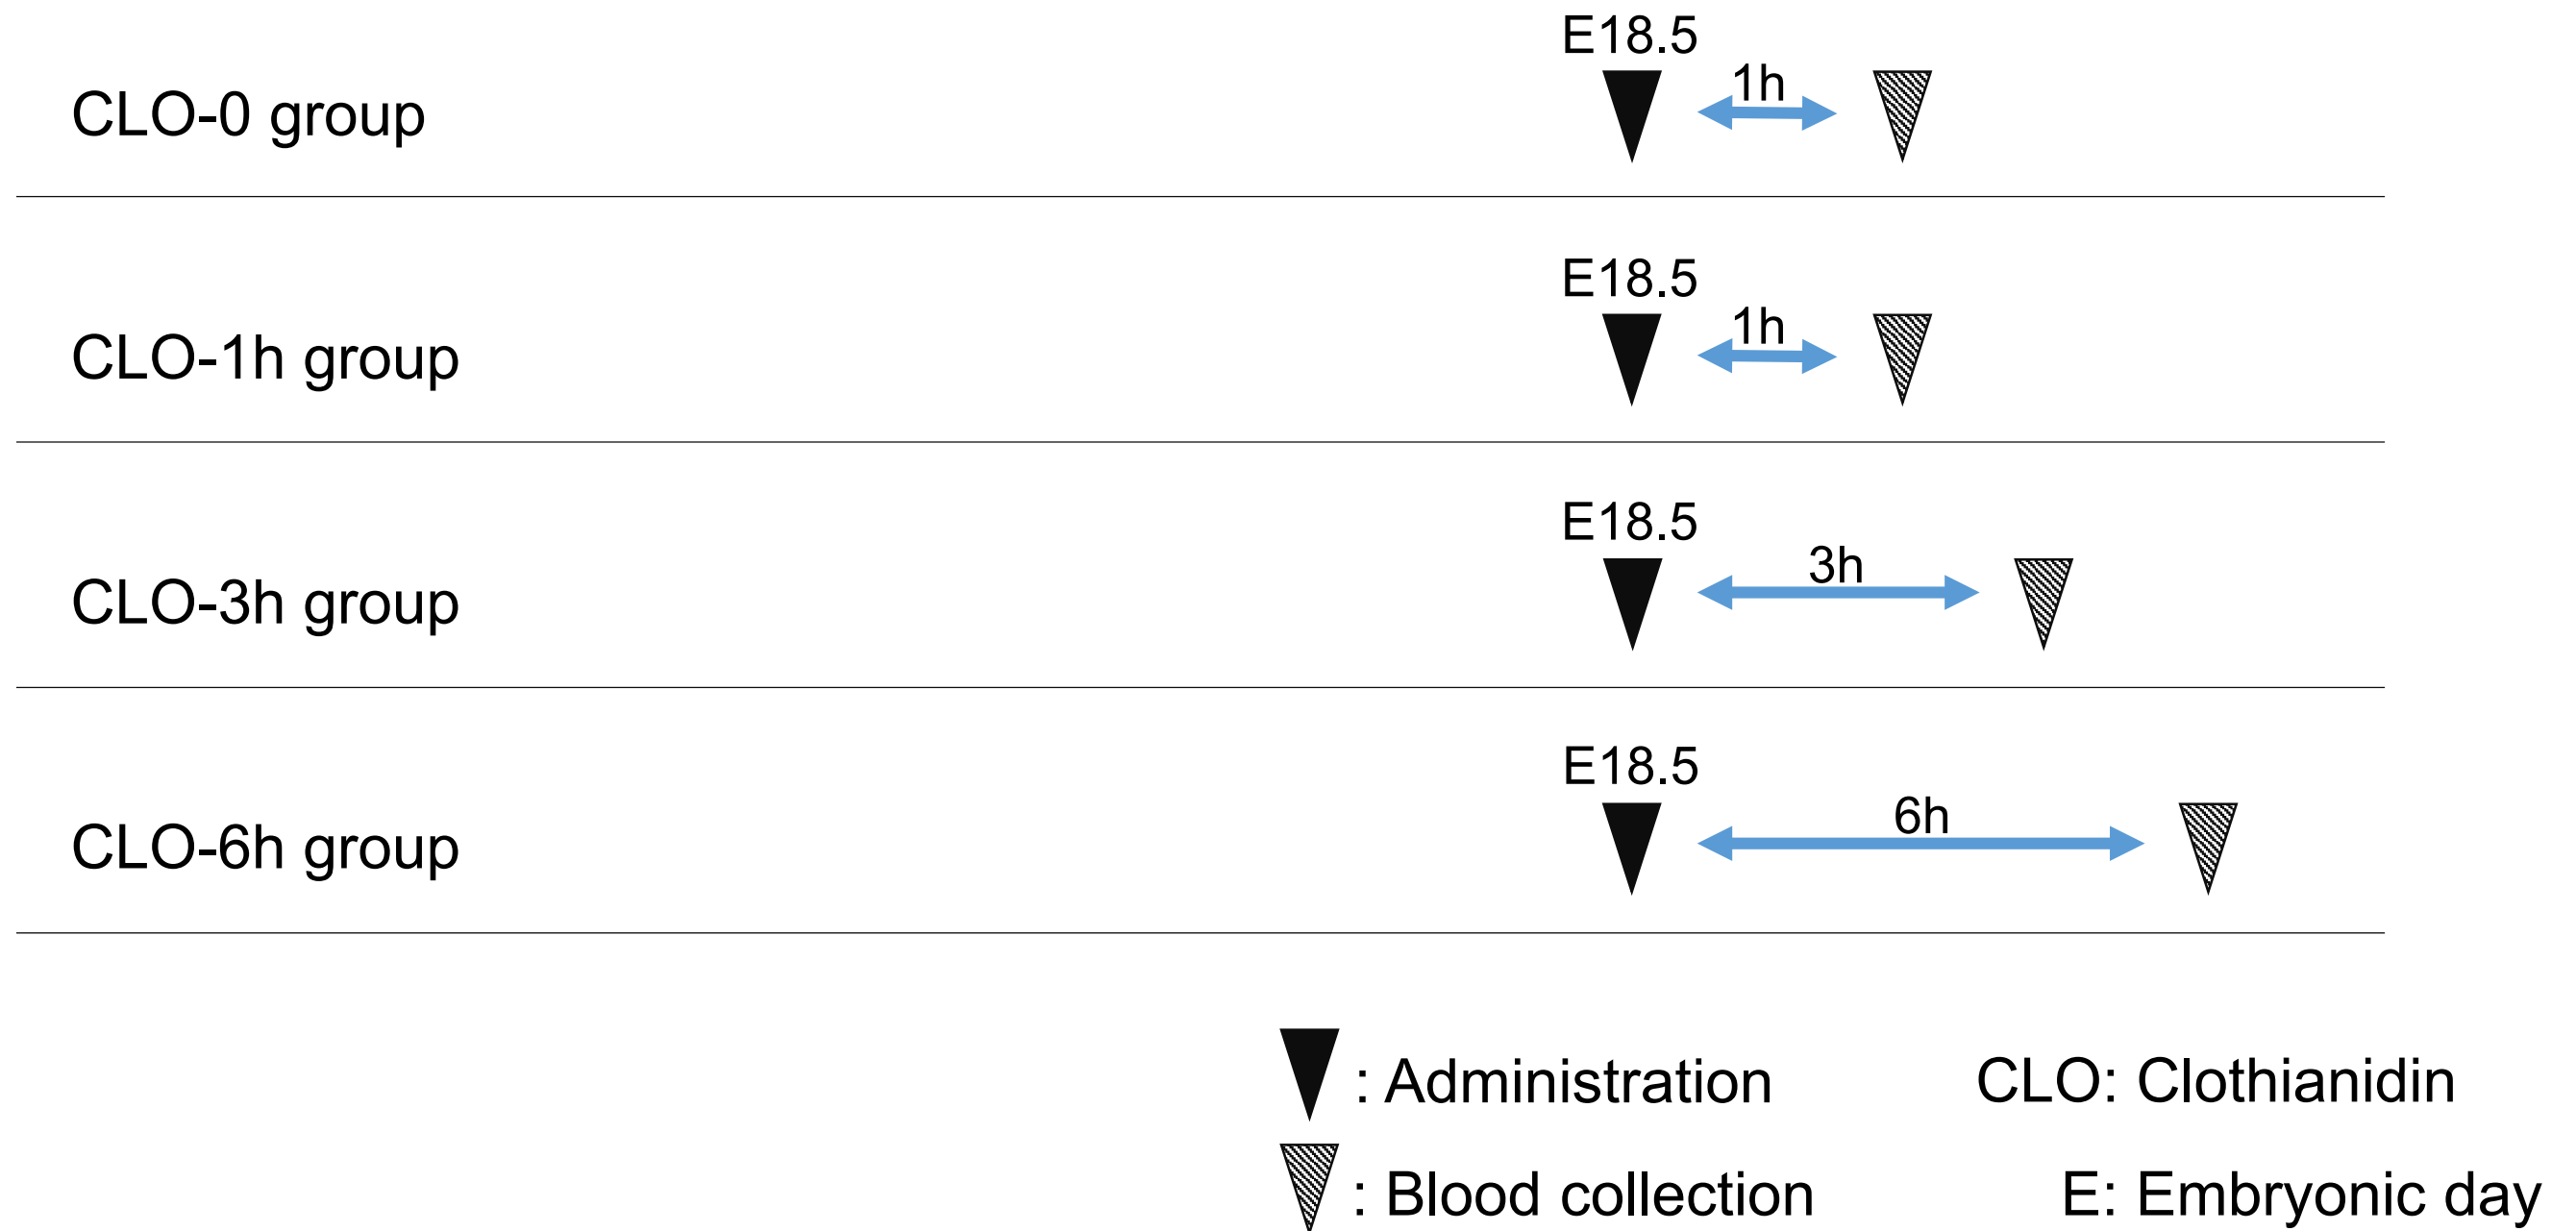 E18.5
1h
CLO-0 group
E18.5
1h
CLO-1h group
E18.5
3h
CLO-3h group
E18.5
6h
CLO-6h group
: Administration
CLO: Clothianidin
: Blood collection
E: Embryonic day